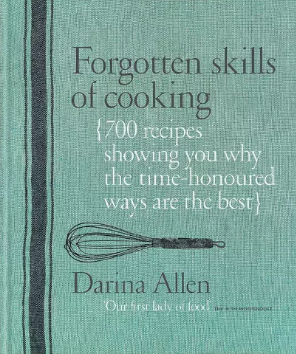 Forgotten skills
of cooking
{700 recipes
showing you why
the time-honoured
ways are the best}
Darina Allen
'Our first lady of food'